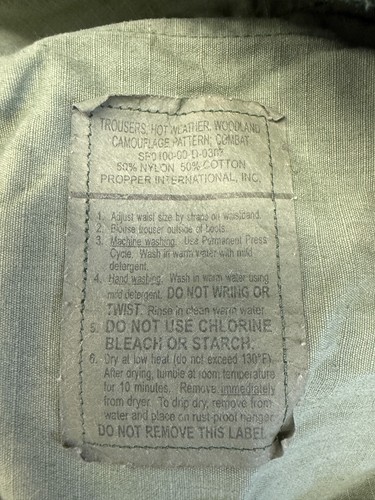 TROUSERS, HOT WEATHER, WOODLAND
CAMOUFLAGE PATTERN; COMBAT
SP0100-00-D-0302
50% NYLON 50% COTTON
PROPPER INTERNATIONAL, INC.
1. Adjust waist size by straps on waistband.
2. Blouse trouser outside of boots.
3. Machine washing. Use Permanent Press
Cycle. Wash in warm water with mild
detergent.
4. Hand washing. Wash in warm water using
mild detergent. DO NOT WRING OR
TWIST. Rinse in clean warm water.
5. DO NOT USE CHLORINE
BLEACH OR STARCH.
6. Dry at low heat (do not exceed 130°F).
After drying, tumble at room temperature
for 10 minutes. Remove immediately
from dryer. To drip dry, remove from
water and place on rust-proof hanger.
DO NOT REMOVE THIS LABEL